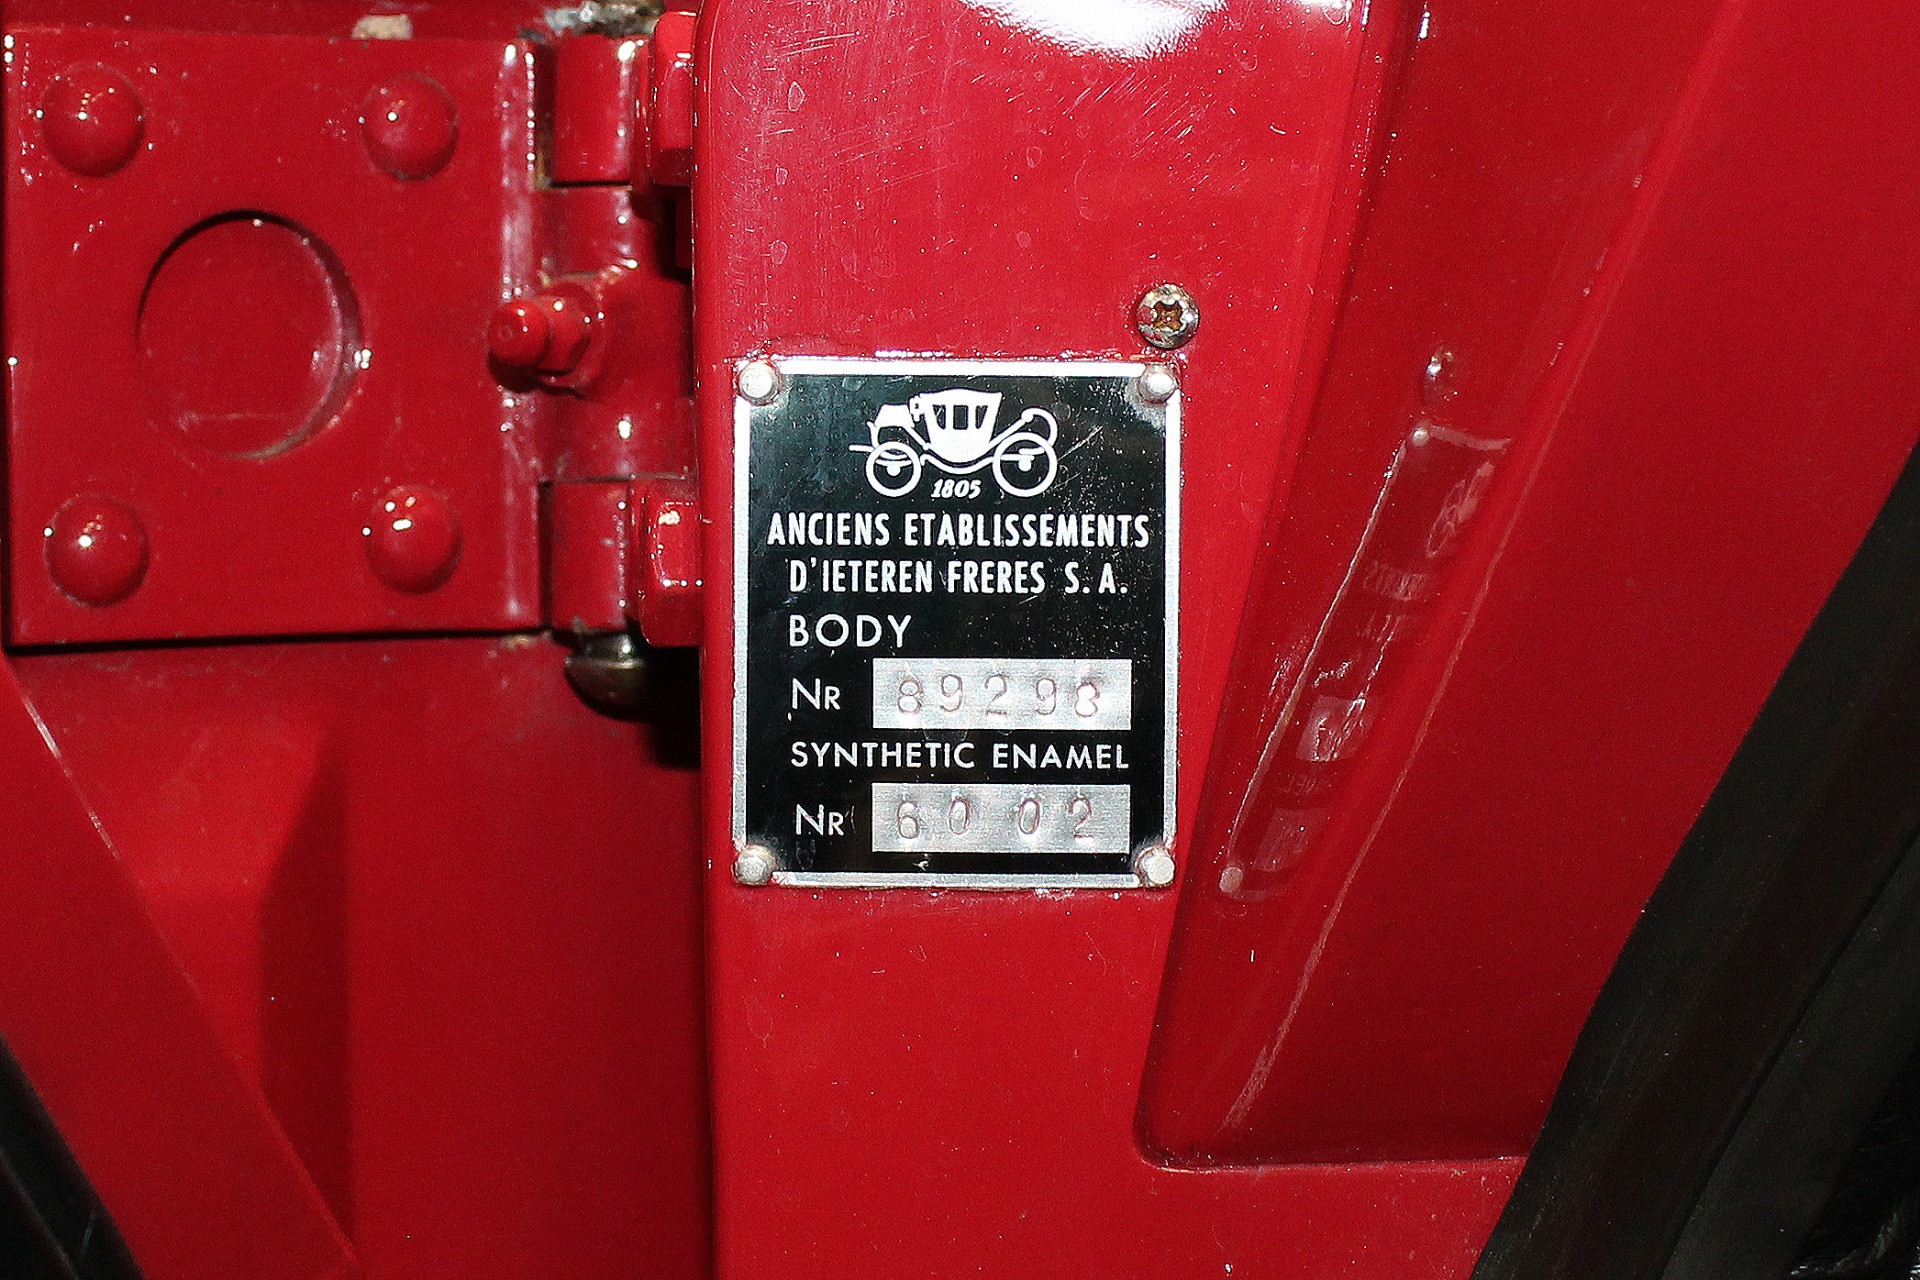 1805
ANCIENS ETABLISSEMENTS
D'IETEREN FRERES S.A.
BODY
NR 89298
SYNTHETIC ENAMEL
NR 6002